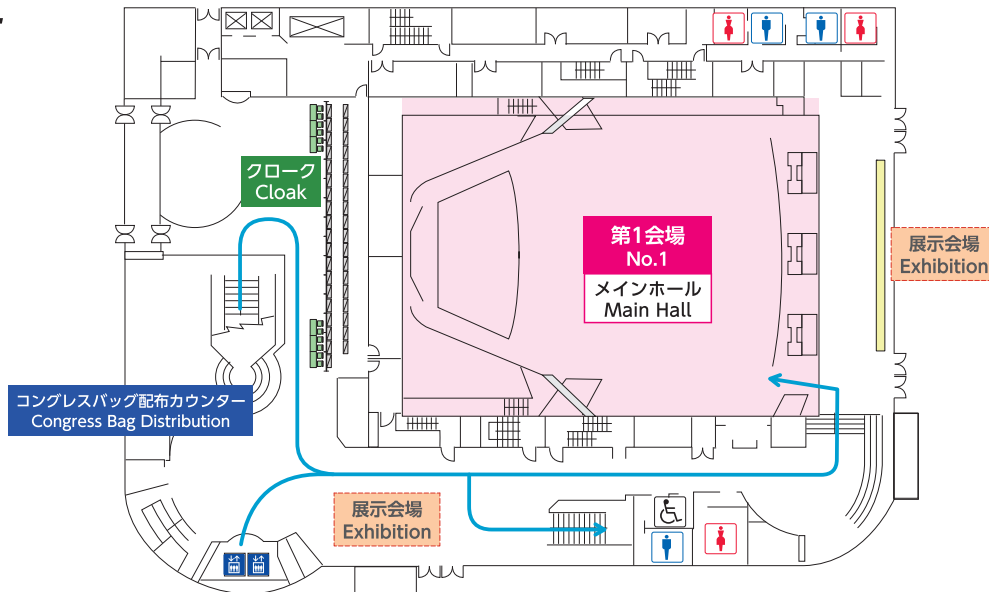 クローク
Cloak
第1会場
No.1
メインホール
Main Hall
展示会場
Exhibition
コングレスバッグ配布カウンター
Congress Bag Distribution
展示会場
Exhibition